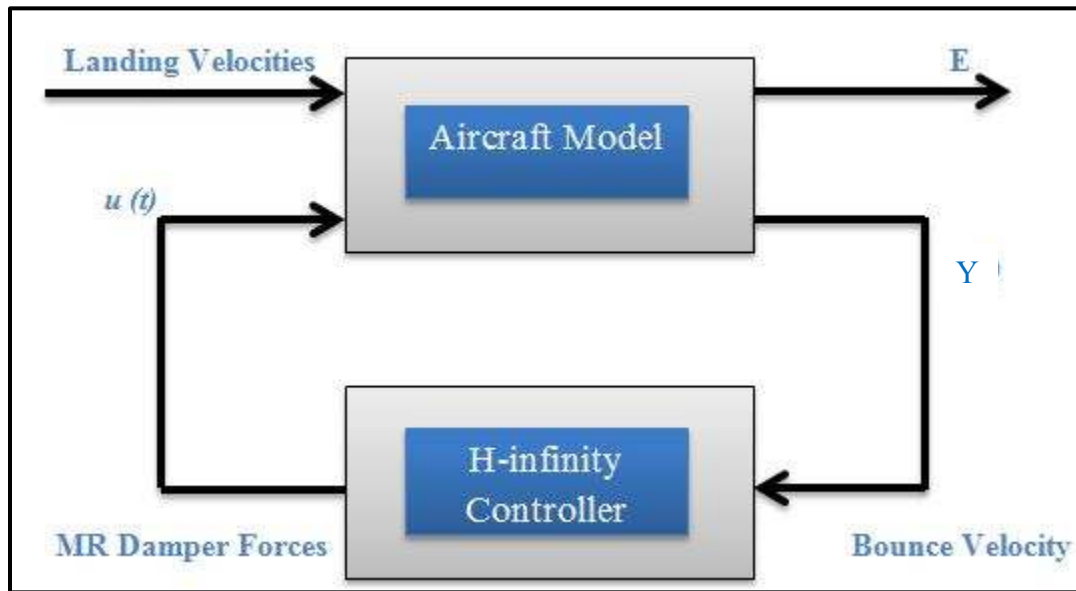 Landing Velocities
E
Aircraft Model
u (t)
Y
H-infinity
Controller
MR Damper Forces
Bounce Velocity